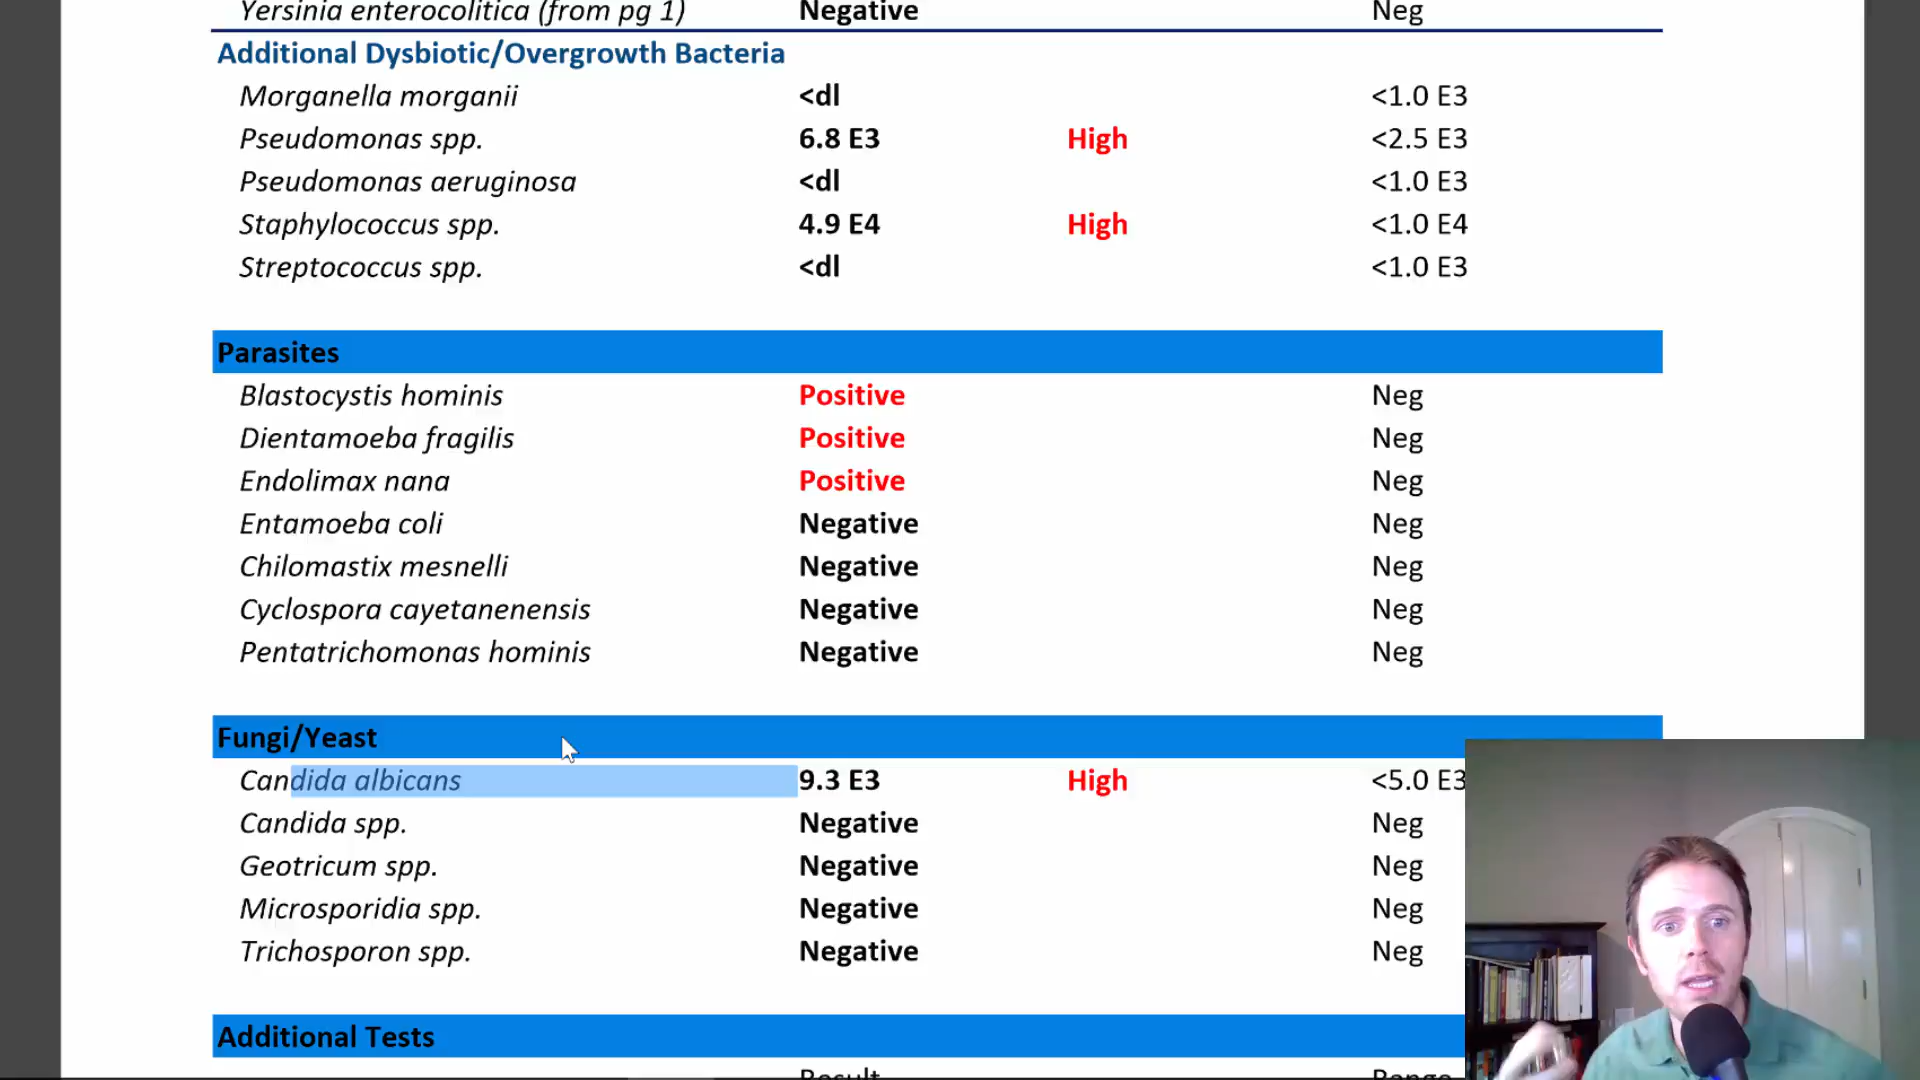 Yersinia enterocolitica (from pg 1) Negative Neg
Additional Dysbiotic/Overgrowth Bacteria
Morganella morganii <dl <1.0 E3
Pseudomonas spp. 6.8 E3 High <2.5 E3
Pseudomonas aeruginosa <dl <1.0 E3
Staphylococcus spp. 4.9 E4 High <1.0 E4
Streptococcus spp. <dl <1.0 E3
Parasites
Blastocystis hominis Positive Neg
Dientamoeba fragilis Positive Neg
Endolimax nana Positive Neg
Entamoeba coli Negative Neg
Chilomastix mesnelli Negative Neg
Cyclospora cayetanenensis Negative Neg
Pentatrichomonas hominis Negative Neg
Fungi/Yeast
Candida albicans 9.3 E3 High <5.0 E3
Candida spp. Negative Neg
Geotricum spp. Negative Neg
Microsporidia spp. Negative Neg
Trichosporon spp. Negative Neg
Additional Tests
Result Range